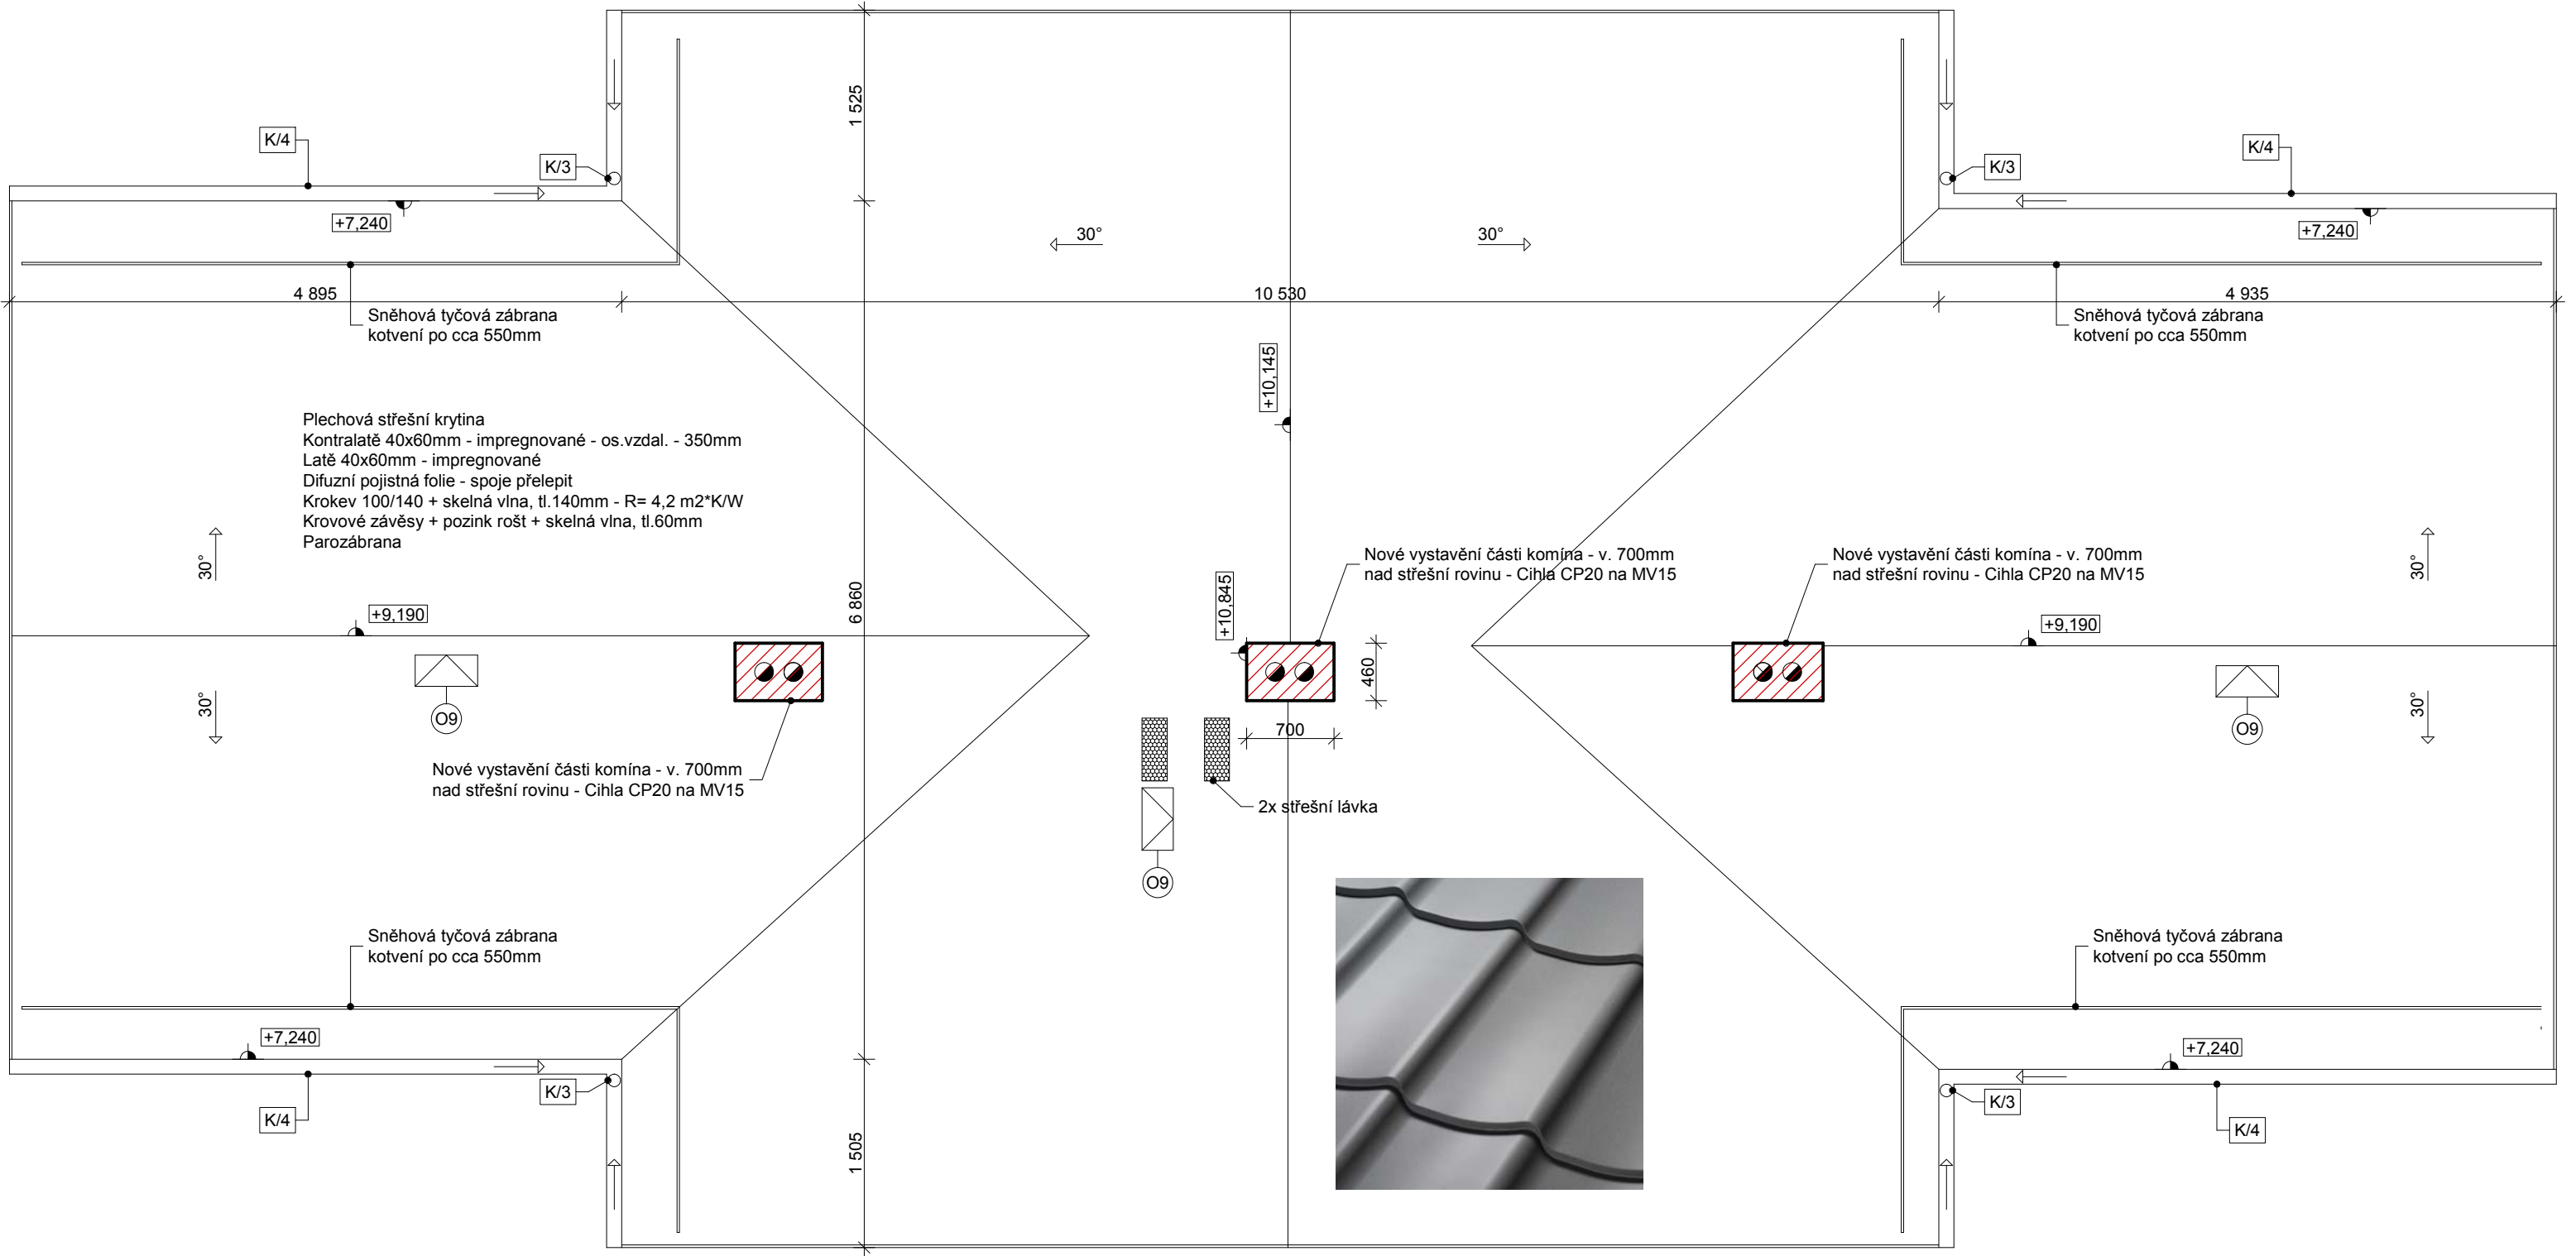 1 525
K/4
K/3
+7,240
K/4
K/3
+7,240
30°
30°
4 895
10 530
4 935
Sněhová tyčová zábrana
kotvení po cca 550mm
Sněhová tyčová zábrana
kotvení po cca 550mm
+10,145
Plechová střešní krytina
Kontralatě 40x60mm - impregnované - os.vzdal. - 350mm
Latě 40x60mm - impregnované
Difuzní pojistná folie - spoje přelepit
Krokev 100/140 + skelná vlna, tl.140mm - R= 4,2 m2*K/W
Krovové závěsy + pozink rošt + skelná vlna, tl.60mm
Parozábrana
30°
6 860
+10,845
Nové vystavění části komína - v. 700mm
nad střešní rovinu - Cihla CP20 na MV15
Nové vystavění části komína - v. 700mm
nad střešní rovinu - Cihla CP20 na MV15
30°
+9,190
+9,190
460
30°
O9
700
30°
O9
Nové vystavění části komína - v. 700mm
nad střešní rovinu - Cihla CP20 na MV15
2x střešní lávka
O9
Sněhová tyčová zábrana
kotvení po cca 550mm
Sněhová tyčová zábrana
kotvení po cca 550mm
+7,240
+7,240
K/3
K/4
K/3
K/4
1 505